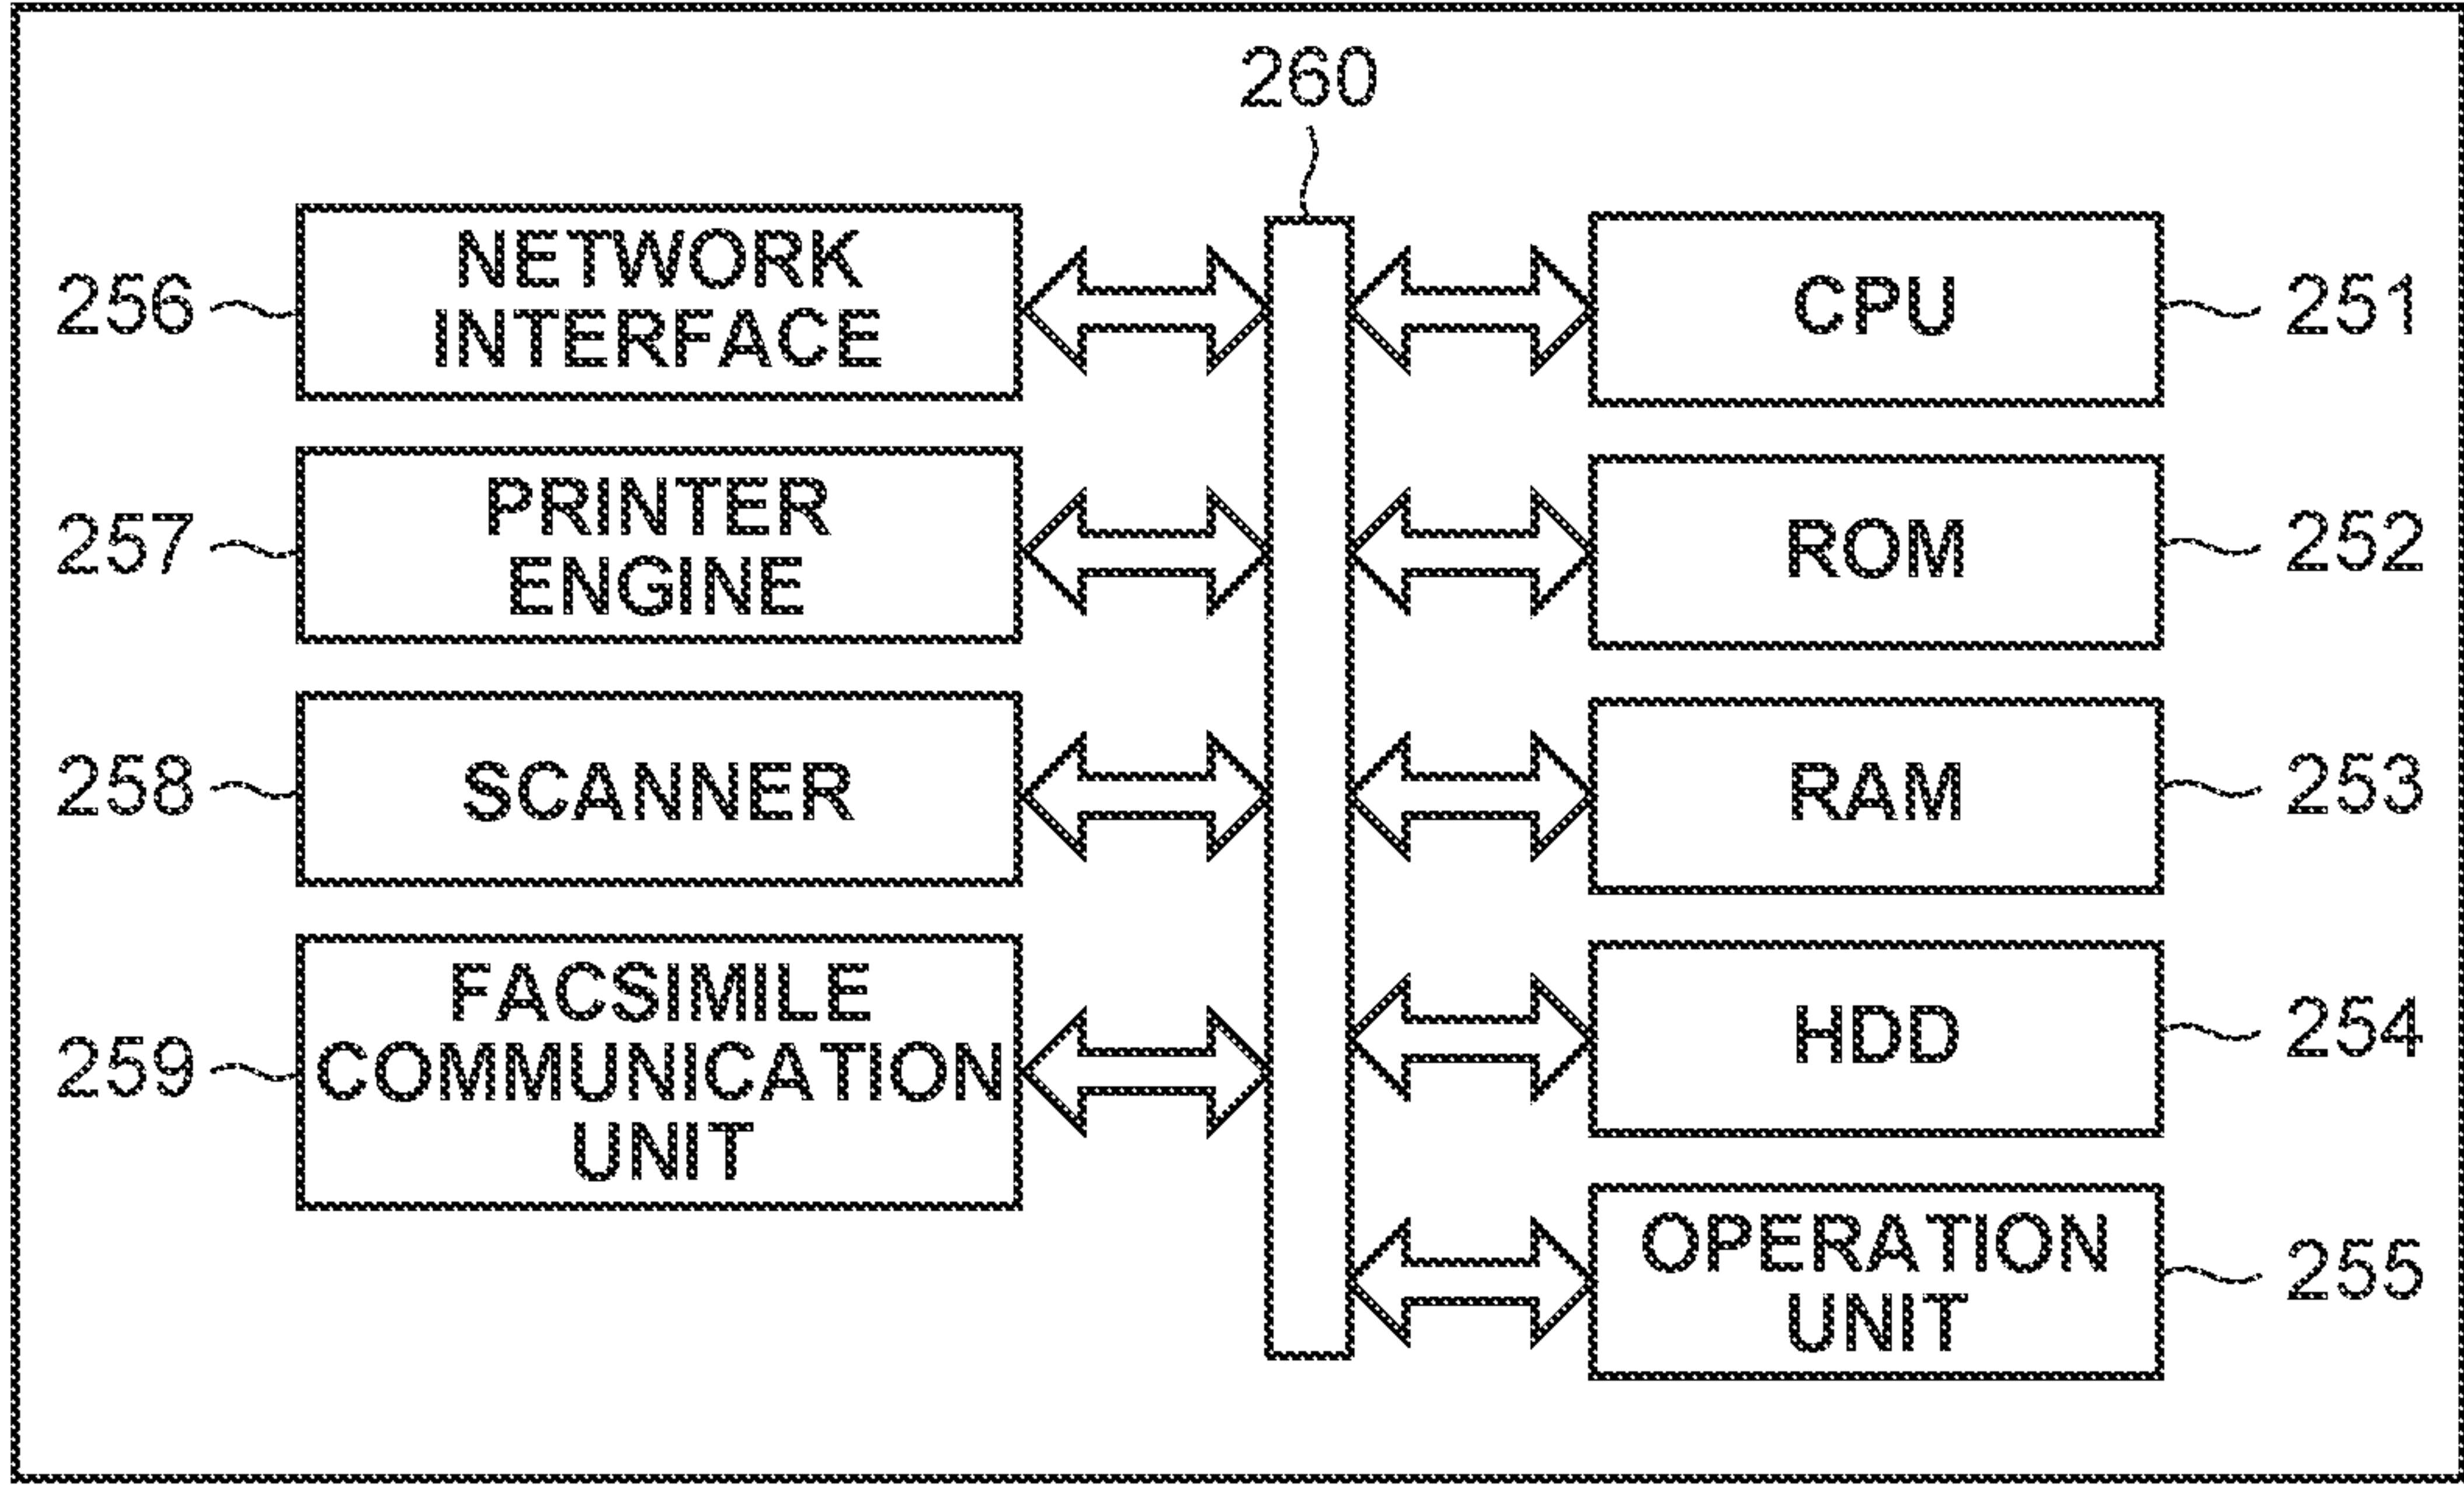 260
256
NETWORK
INTERFACE
CPU
251
257
PRINTER
ENGINE
ROM
252
258
SCANNER
RAM
253
259
FACSIMILE
COMMUNICATION
UNIT
HDD
254
OPERATION
UNIT
255